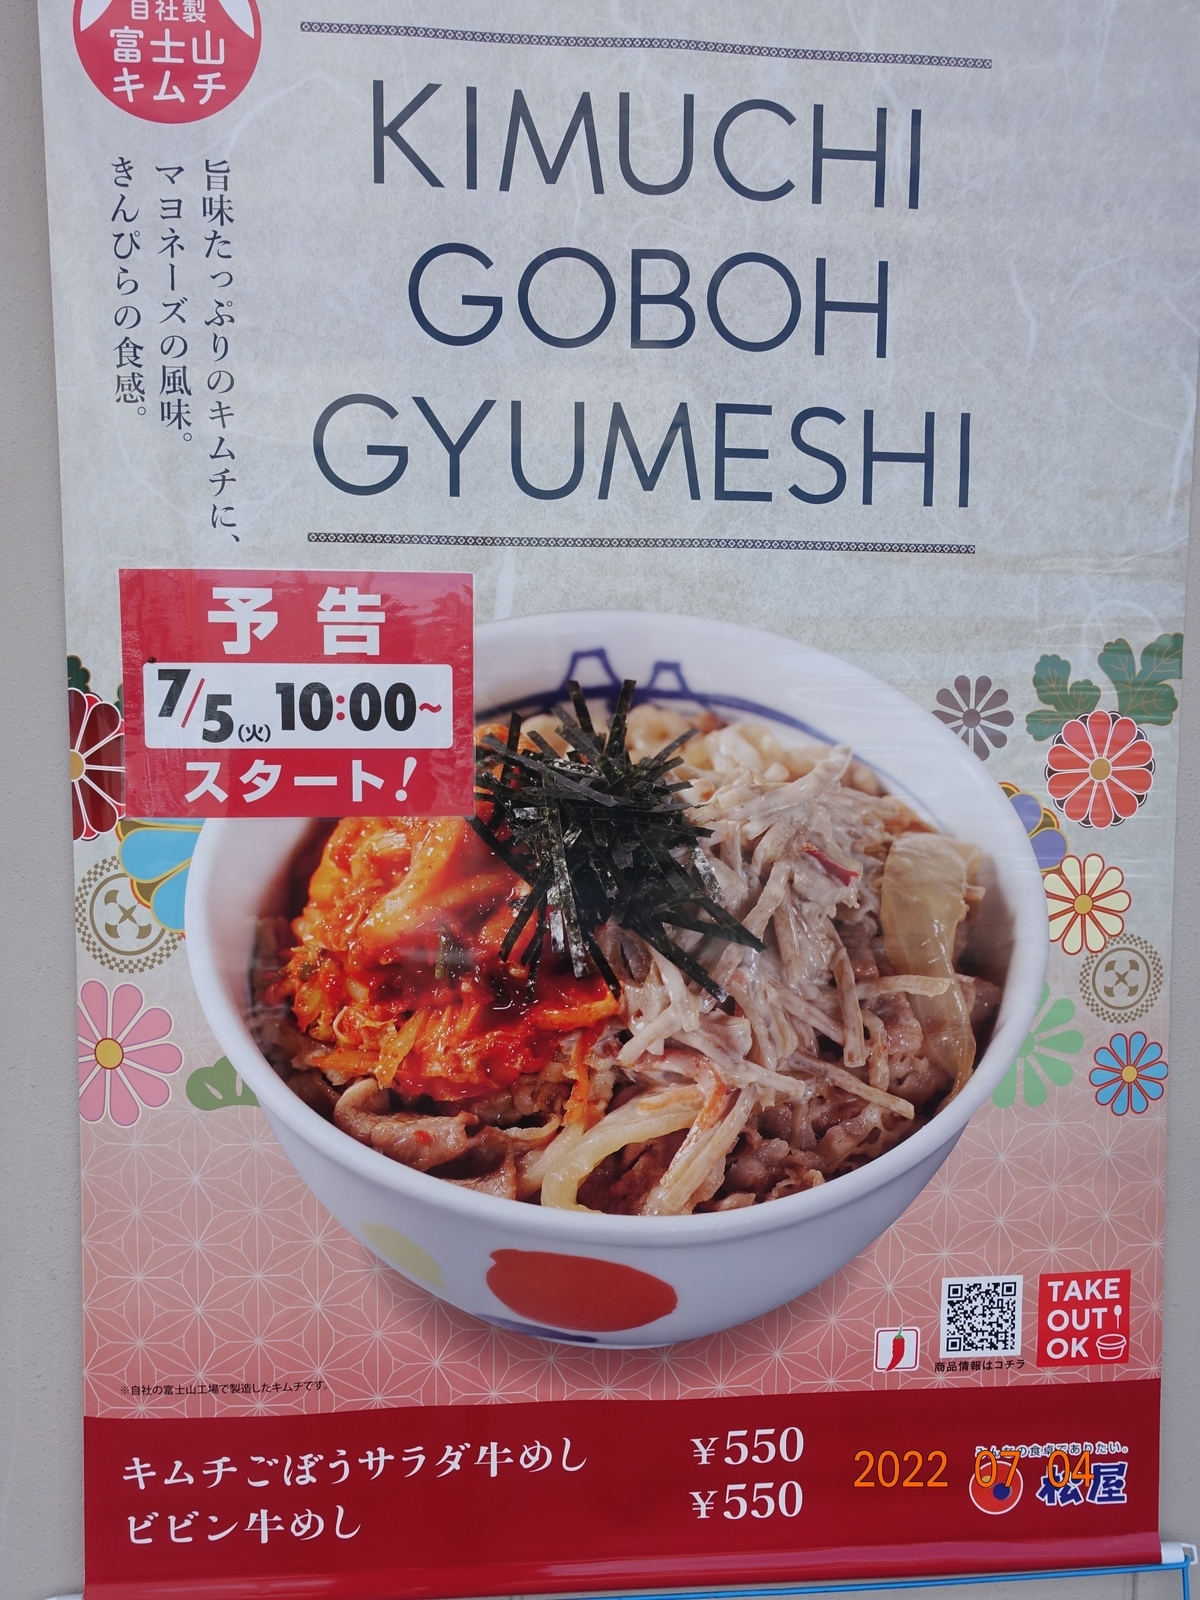 自社製
富士山
キムチ
KIMUCHI
GOBOH
GYUMESHI
旨味たっぷりのキムチに、
マヨネーズの風味。
きんぴらの食感。
予告
7/5(火) 10:00~
スタート!
TAKE
OUT
OK
商品情報はコチラ
※自社の富士山工場で製造したキムチです。
キムチごぼうサラダ牛めし ¥550
ビビン牛めし ¥550
みんなの食卓でありたい。
松屋
2022 07 04